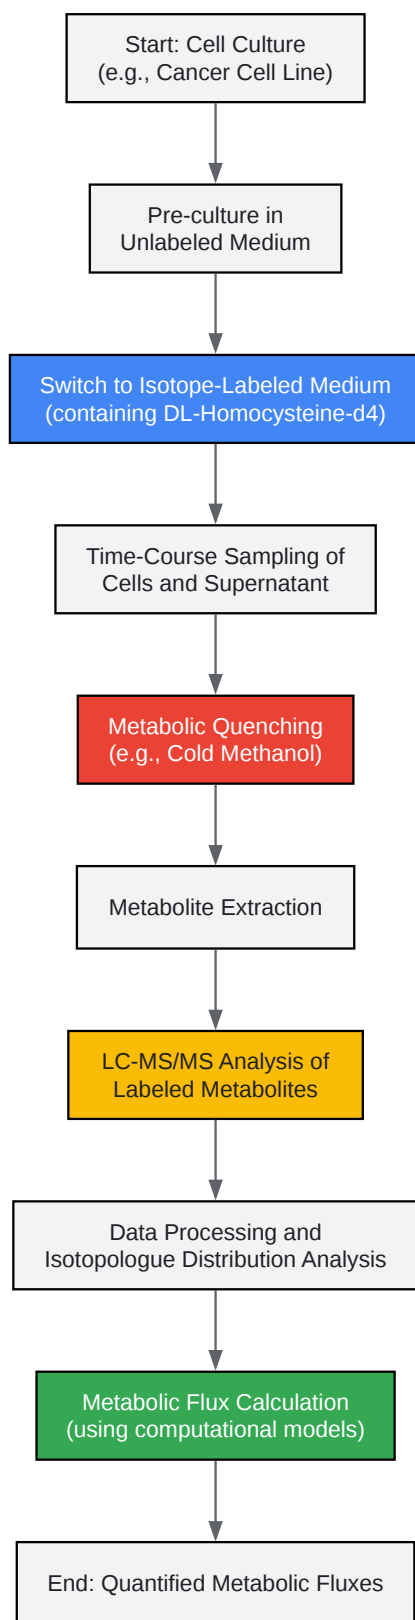 Start: Cell Culture
(e.g., Cancer Cell Line)
Pre-culture in
Unlabeled Medium
Switch to Isotope-Labeled Medium
(containing DL-Homocysteine-d4)
Time-Course Sampling of
Cells and Supernatant
Metabolic Quenching
(e.g., Cold Methanol)
Metabolite Extraction
LC-MS/MS Analysis of
Labeled Metabolites
Data Processing and
Isotopologue Distribution Analysis
Metabolic Flux Calculation
(using computational models)
End: Quantified Metabolic Fluxes